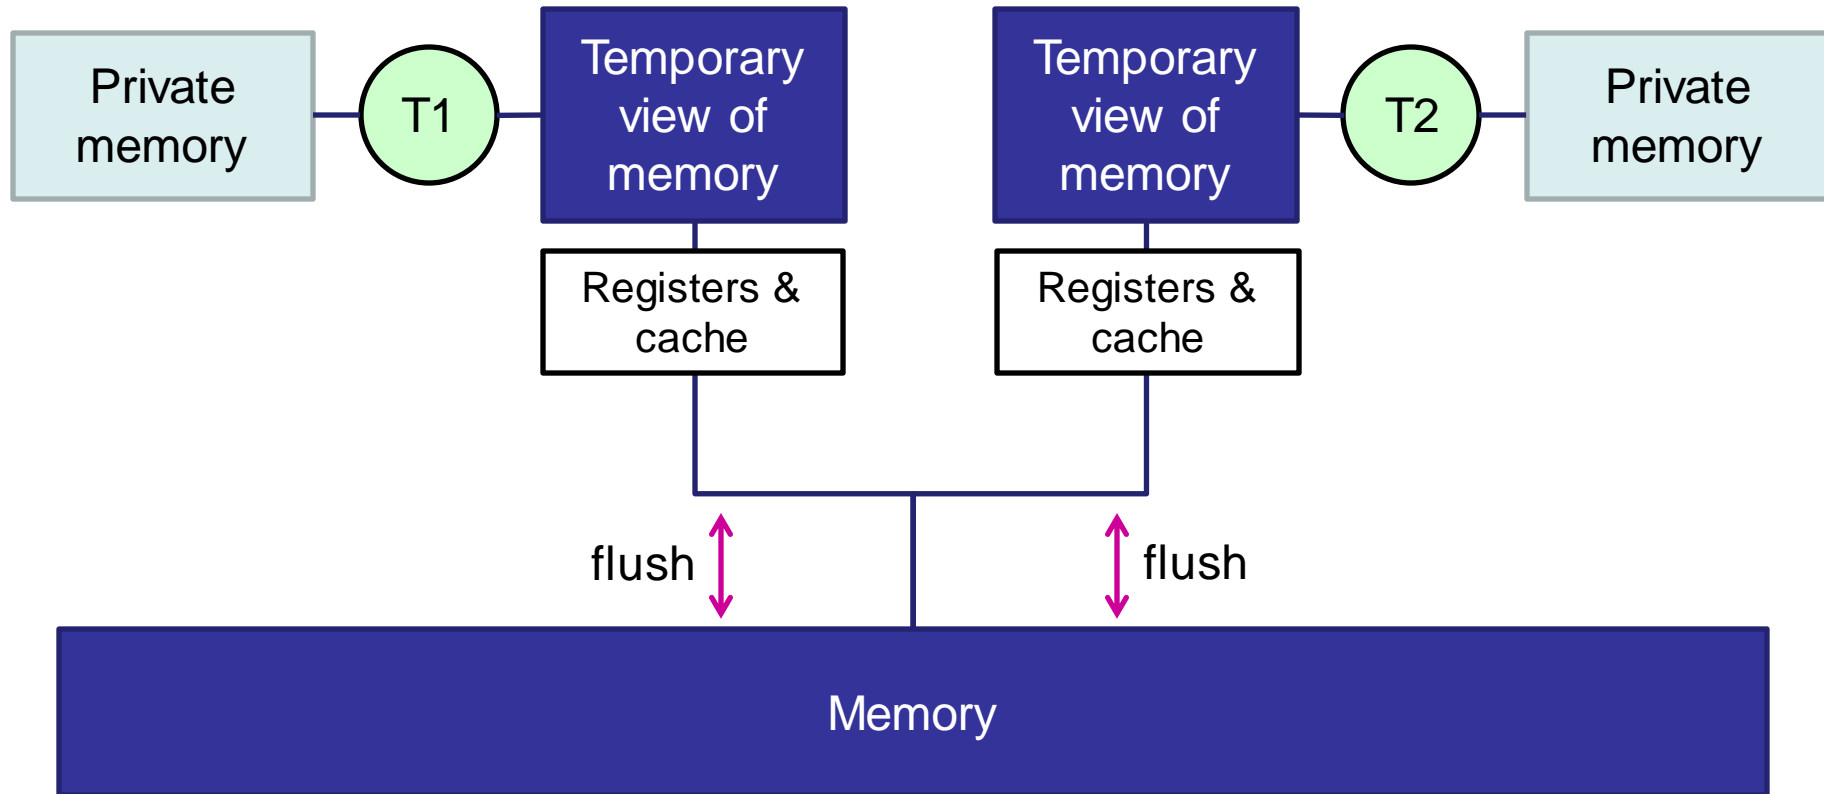 Private
memory
T1
Temporary
view of
memory
Temporary
view of
memory
T2
Private
memory
Registers &
cache
Registers &
cache
flush
flush
Memory